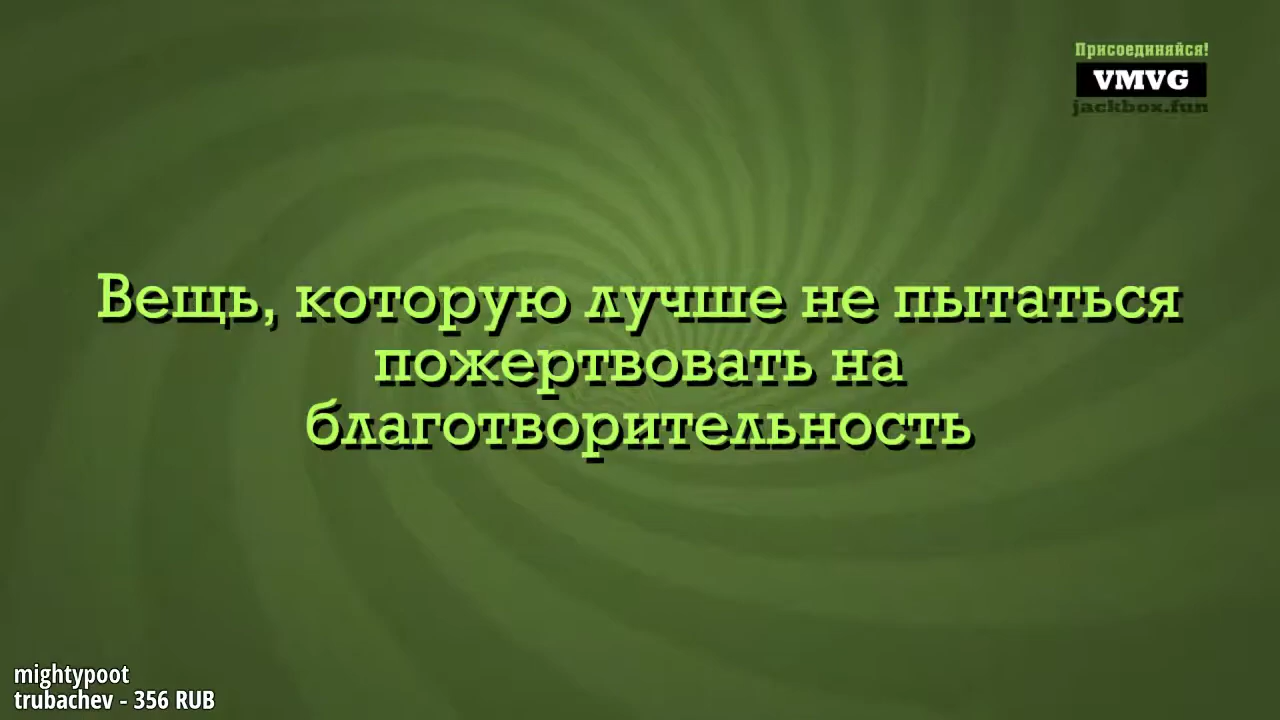 Присоединяйся!
VMVG
jackbox.fun
Вещь, которую лучше не пытаться
пожертвовать на
благотворительность
mightypoot
trubachev - 356 RUB